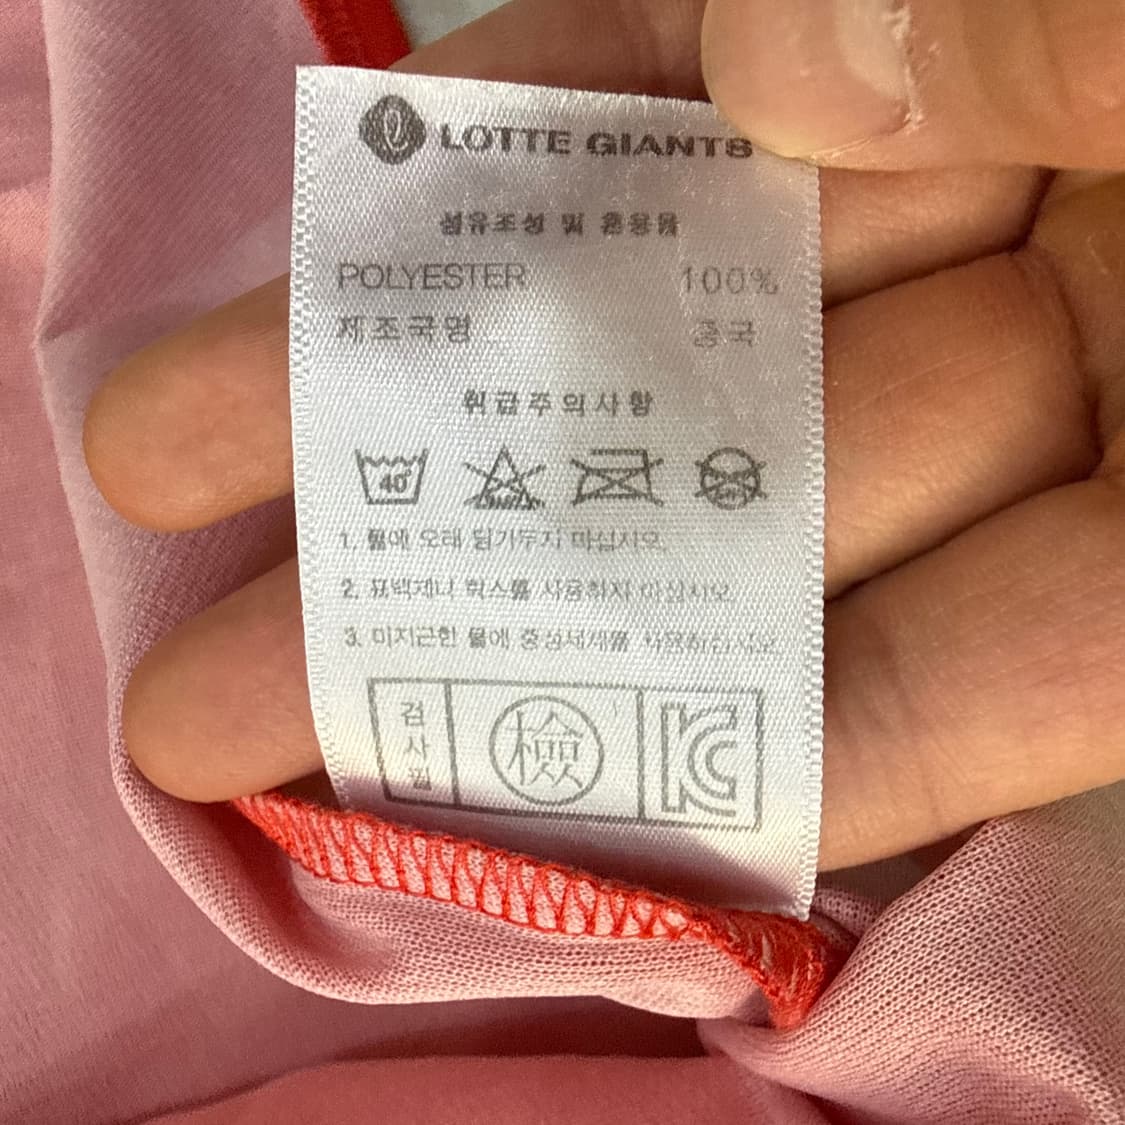 LOTTE GIANTS
섬유조성 및 혼용율
POLYESTER 100%
제조국명 중국
취급주의사항
40
1. 물에 오래 담가두지 마십시오.
2. 표백제나 락스를 사용하지 마십시오.
3. 미지근한 물에 중성세제를 사용하십시오.
검사필
檢
KC